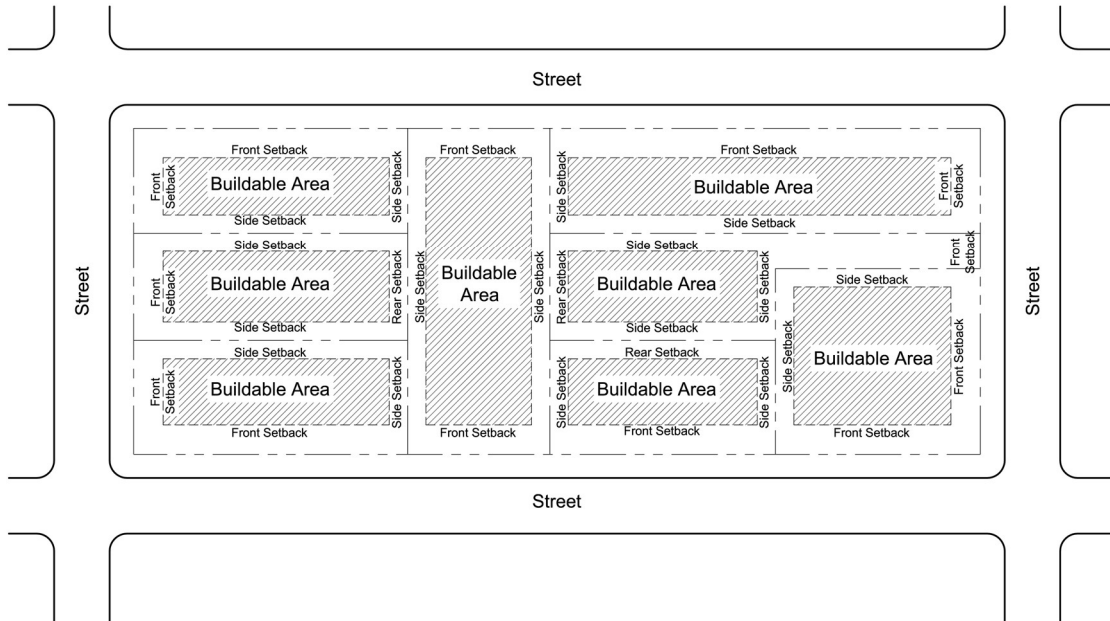 Street
Front Setback
Front Setback
Front Setback
Front
Setback
Buildable Area
Side Setback
Side Setback
Buildable Area
Front
Setback
Side Setback
Side Setback
Side Setback
Side Setback
Front
Setback
Front
Setback
Buildable Area
Rear Setback
Side Setback
Buildable
Area
Side Setback
Rear Setback
Buildable Area
Side Setback
Side Setback
Street
Street
Side Setback
Side Setback
Side Setback
Rear Setback
Side Setback
Buildable Area
Front Setback
Front
Setback
Buildable Area
Side Setback
Side Setback
Buildable Area
Side Setback
Front Setback
Front Setback
Front Setback
Front Setback
Street